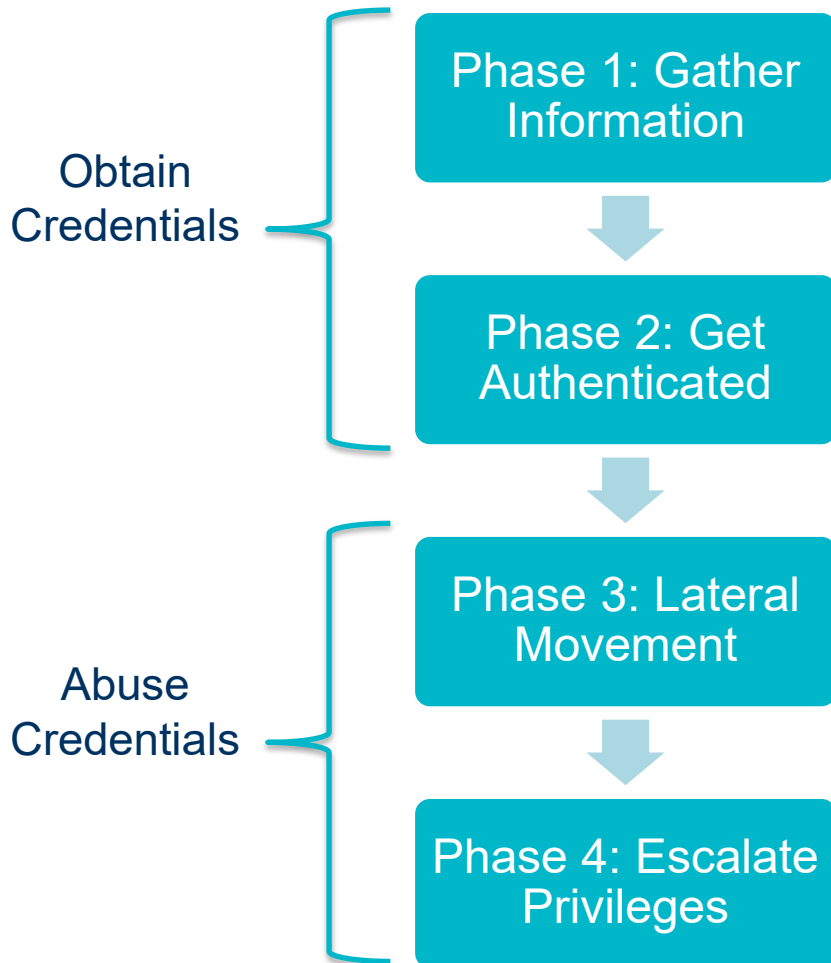 Phase 1: Gather
Information
Obtain
Credentials
Phase 2: Get
Authenticated
Phase 3: Lateral
Movement
Abuse
Credentials
Phase 4: Escalate
Privileges